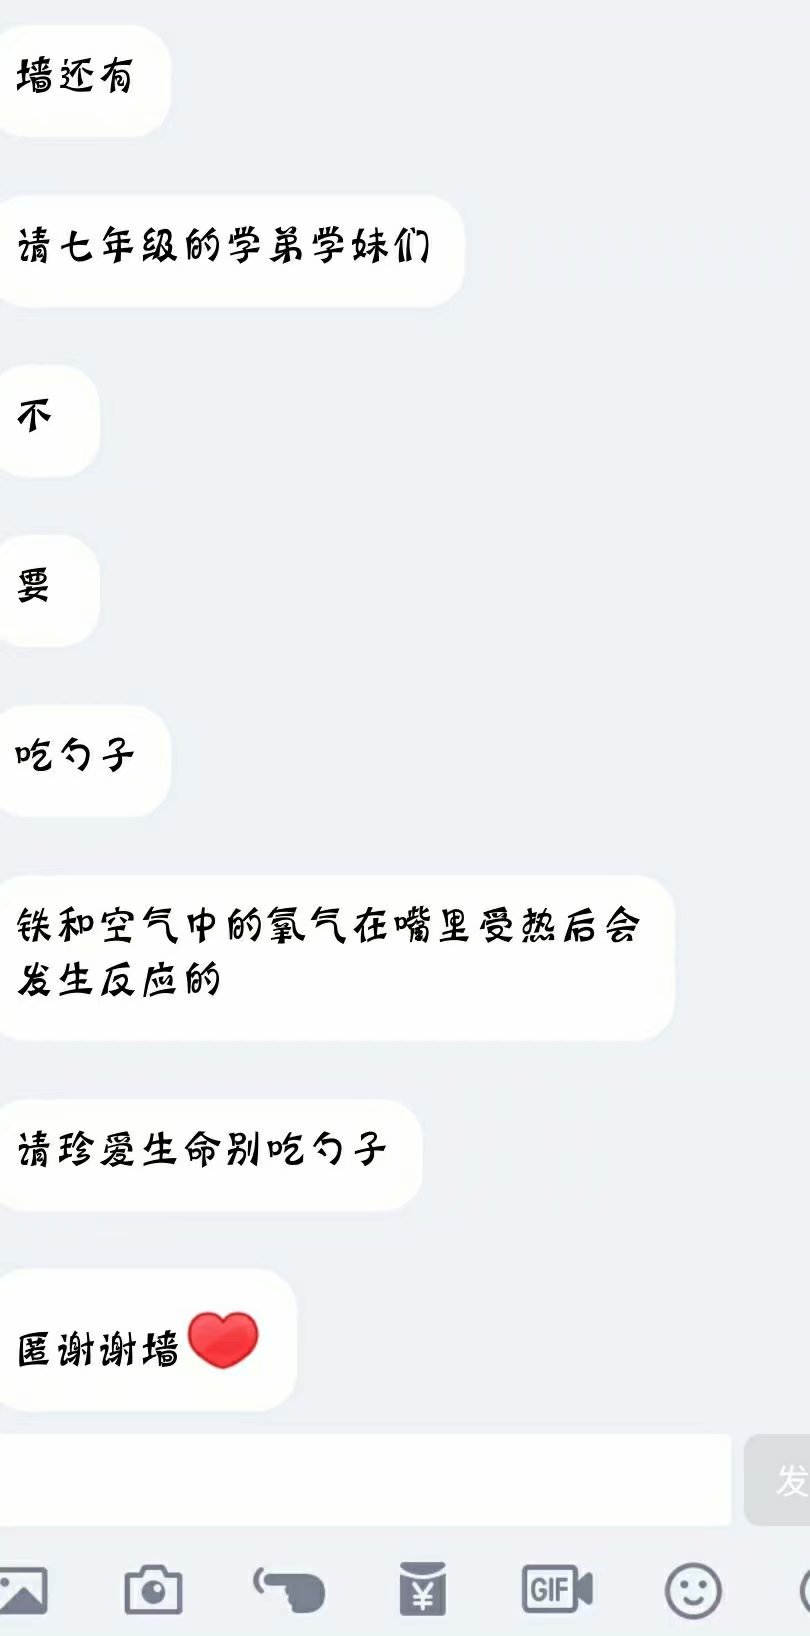 墙还有
请七年级的学弟学妹们
不
要
吃勺子
铁和空气中的氧气在嘴里受热后会
发生反应的
请珍爱生命别吃勺子
匿谢谢墙
发
GIF